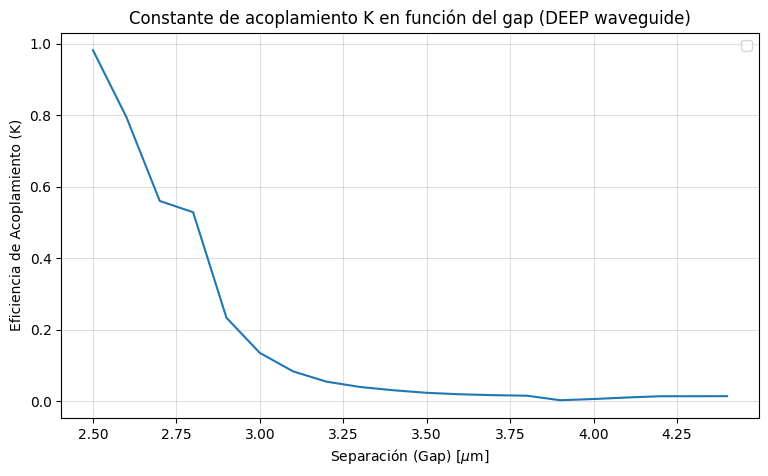 Constante de acoplamiento K en función del gap (DEEP waveguide)
Eficiencia de Acoplamiento (K)
1.0
0.8
0.6
0.4
0.2
0.0
2.50 2.75 3.00 3.25 3.50 3.75 4.00 4.25
Separación (Gap) [μm]